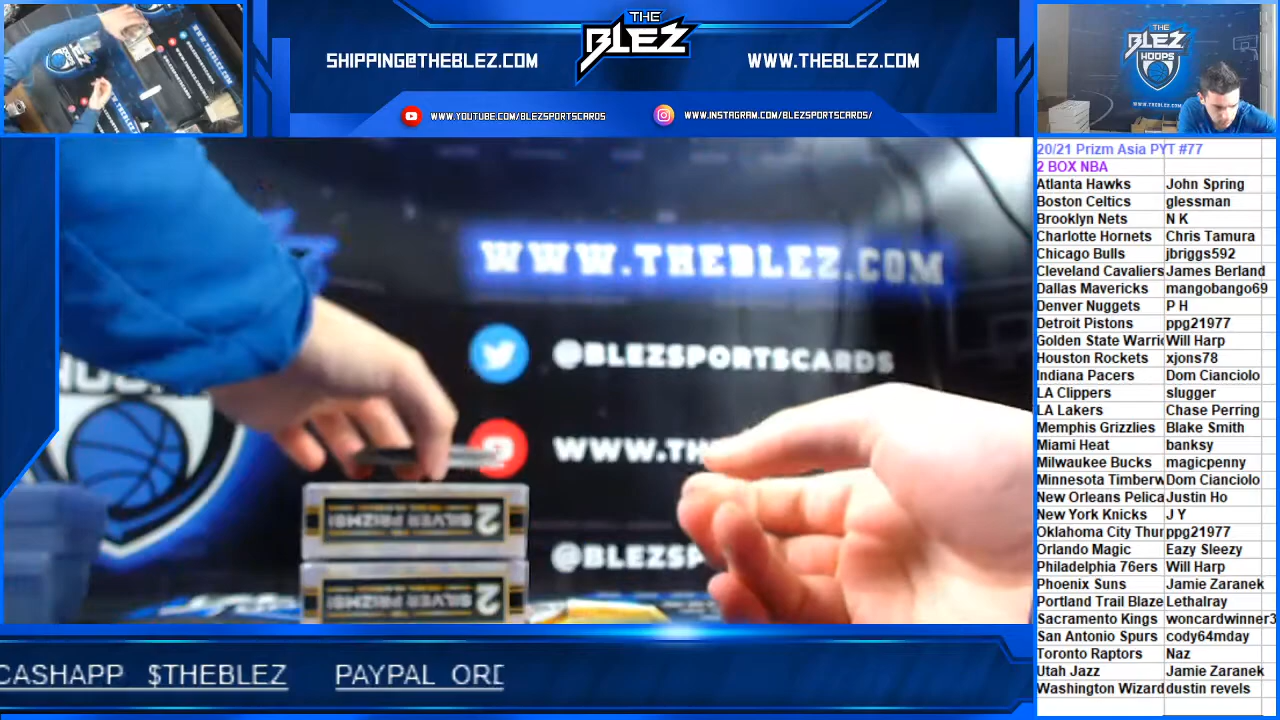 THE
BLEZ
SHIPPING@THEBLEZ.COM
WWW.THEBLEZ.COM
WWW.YOUTUBE.COM/BLEZSPORTSCARDS
WWW.INSTAGRAM.COM/BLEZSPORTSCARDS/
THE
BLEZ
HOOPS
WWW.THEBLEZ.COM
20/21 Prizm Asia PYT #77
2 BOX NBA
Atlanta Hawks John Spring
Boston Celtics glessman
Brooklyn Nets N K
Charlotte Hornets Chris Tamura
Chicago Bulls jbriggs592
Cleveland Cavaliers James Berland
Dallas Mavericks mangobango69
Denver Nuggets P H
Detroit Pistons ppg21977
Golden State Warri Will Harp
Houston Rockets xjons78
Indiana Pacers Dom Cianciolo
LA Clippers slugger
LA Lakers Chase Perring
Memphis Grizzlies Blake Smith
Miami Heat banksy
Milwaukee Bucks magicpenny
Minnesota Timberw Dom Cianciolo
New Orleans Pelica Justin Ho
New York Knicks J Y
Oklahoma City Thun ppg21977
Orlando Magic Eazy Sleezy
Philadelphia 76ers Will Harp
Phoenix Suns Jamie Zaranek
Portland Trail Blaze Lethalray
Sacramento Kings woncardwinner3
San Antonio Spurs cody64mday
Toronto Raptors Naz
Utah Jazz Jamie Zaranek
Washington Wizard dustin revels
WWW.THEBLEZ.COM
@BLEZSPORTSCARDS
WWW.TH
@BLEZSP
2 SILVER PRIZMS!
2 SILVER PRIZMS!
CASHAPP $THEBLEZ PAYPAL ORD